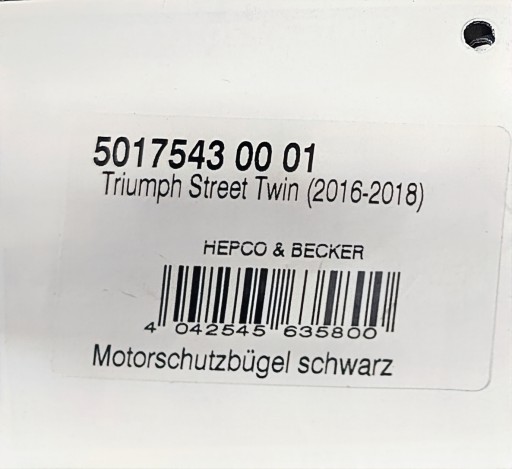 5017543 00 01
Triumph Street Twin (2016-2018)
HEPCO & BECKER
4 042545 635800
Motorschutzbügel schwarz